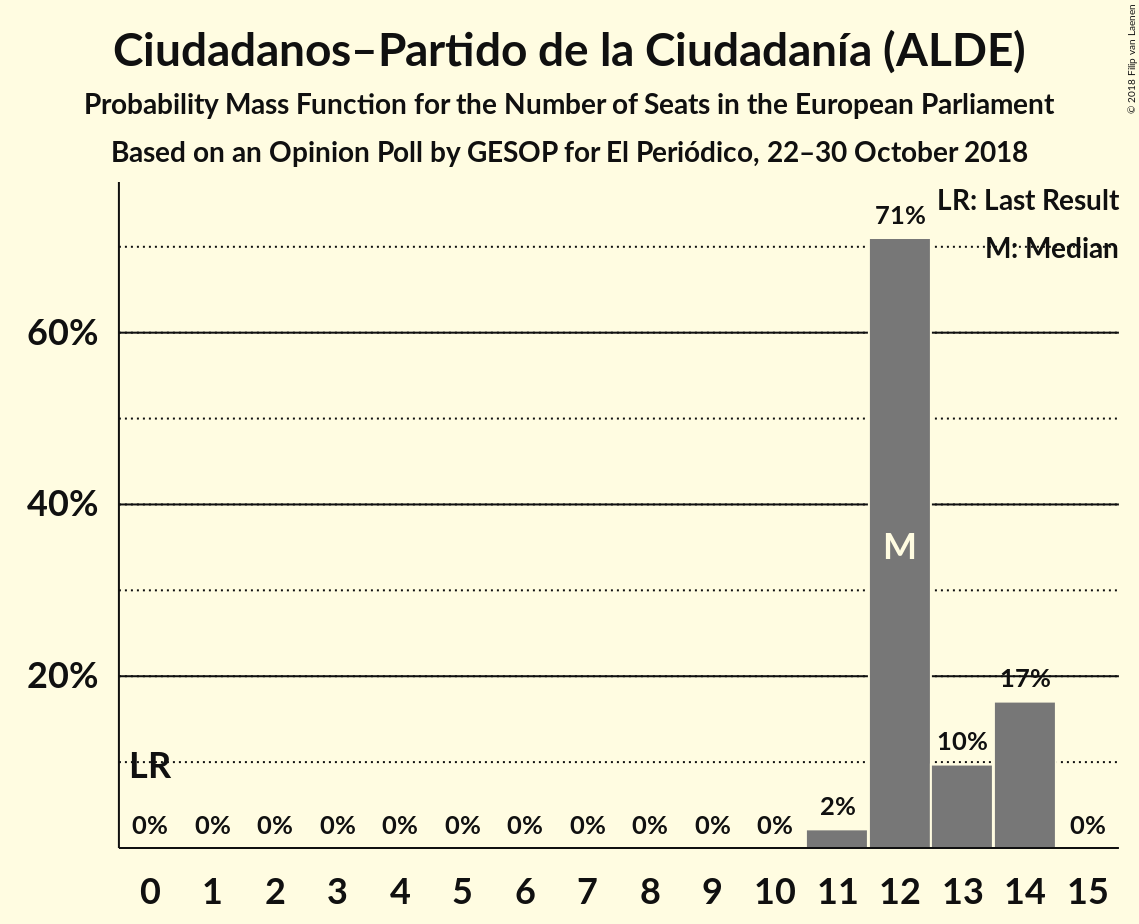 Ciudadanos–Partido de la Ciudadanía (ALDE)
Probability Mass Function for the Number of Seats in the European Parliament
Based on an Opinion Poll by GESOP for El Periódico, 22–30 October 2018
© 2018 Filip van Laenen
LR: Last Result
M: Median
71%
60%
40%
M
20%
17%
10%
LR
2%
0% 0% 0% 0% 0% 0% 0% 0% 0% 0% 0% 0%
0 1 2 3 4 5 6 7 8 9 10 11 12 13 14 15